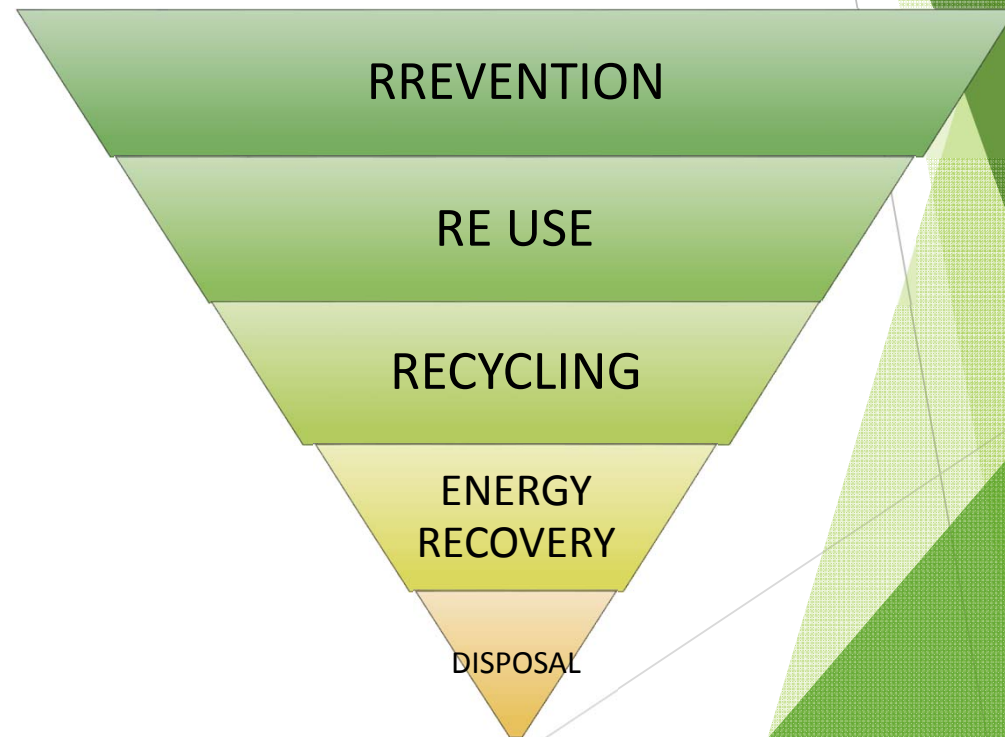 RREVENTION
RE USE
RECYCLING
ENERGY
RECOVERY
DISPOSAL